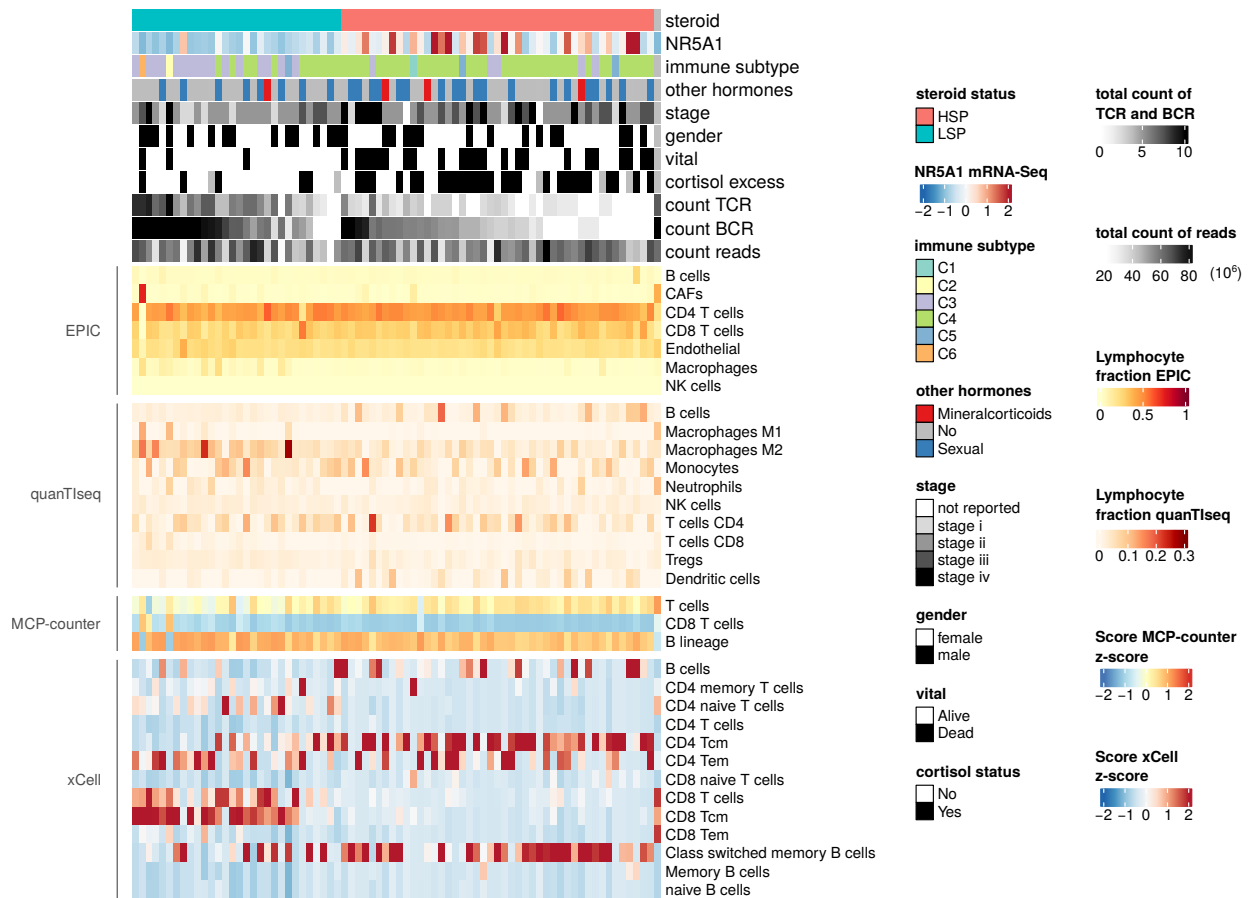 steroid
NR5A1
immune subtype
other hormones
stage
gender
vital
cortisol excess
count TCR
count BCR
count reads
EPIC
B cells
CAFs
CD4 T cells
CD8 T cells
Endothelial
Macrophages
NK cells
quanTIseq
B cells
Macrophages M1
Macrophages M2
Monocytes
Neutrophils
NK cells
T cells CD4
T cells CD8
Tregs
Dendritic cells
MCP-counter
T cells
CD8 T cells
B lineage
xCell
B cells
CD4 memory T cells
CD4 naive T cells
CD4 T cells
CD4 Tcm
CD4 Tem
CD8 naive T cells
CD8 T cells
CD8 Tcm
CD8 Tem
Class switched memory B cells
Memory B cells
naive B cells
steroid status
HSP
LSP
NR5A1 mRNA-Seq
−2 −1 0 1 2
immune subtype
C1
C2
C3
C4
C5
C6
other hormones
Mineralcorticoids
No
Sexual
stage
not reported
stage i
stage ii
stage iii
stage iv
gender
female
male
vital
Alive
Dead
cortisol status
No
Yes
total count of
TCR and BCR
0 5 10
total count of reads
20 40 60 80 (10⁶)
Lymphocyte
fraction EPIC
0 0.5 1
Lymphocyte
fraction quanTIseq
0 0.1 0.2 0.3
Score MCP-counter
z-score
−2 −1 0 1 2
Score xCell
z-score
−2 −1 0 1 2